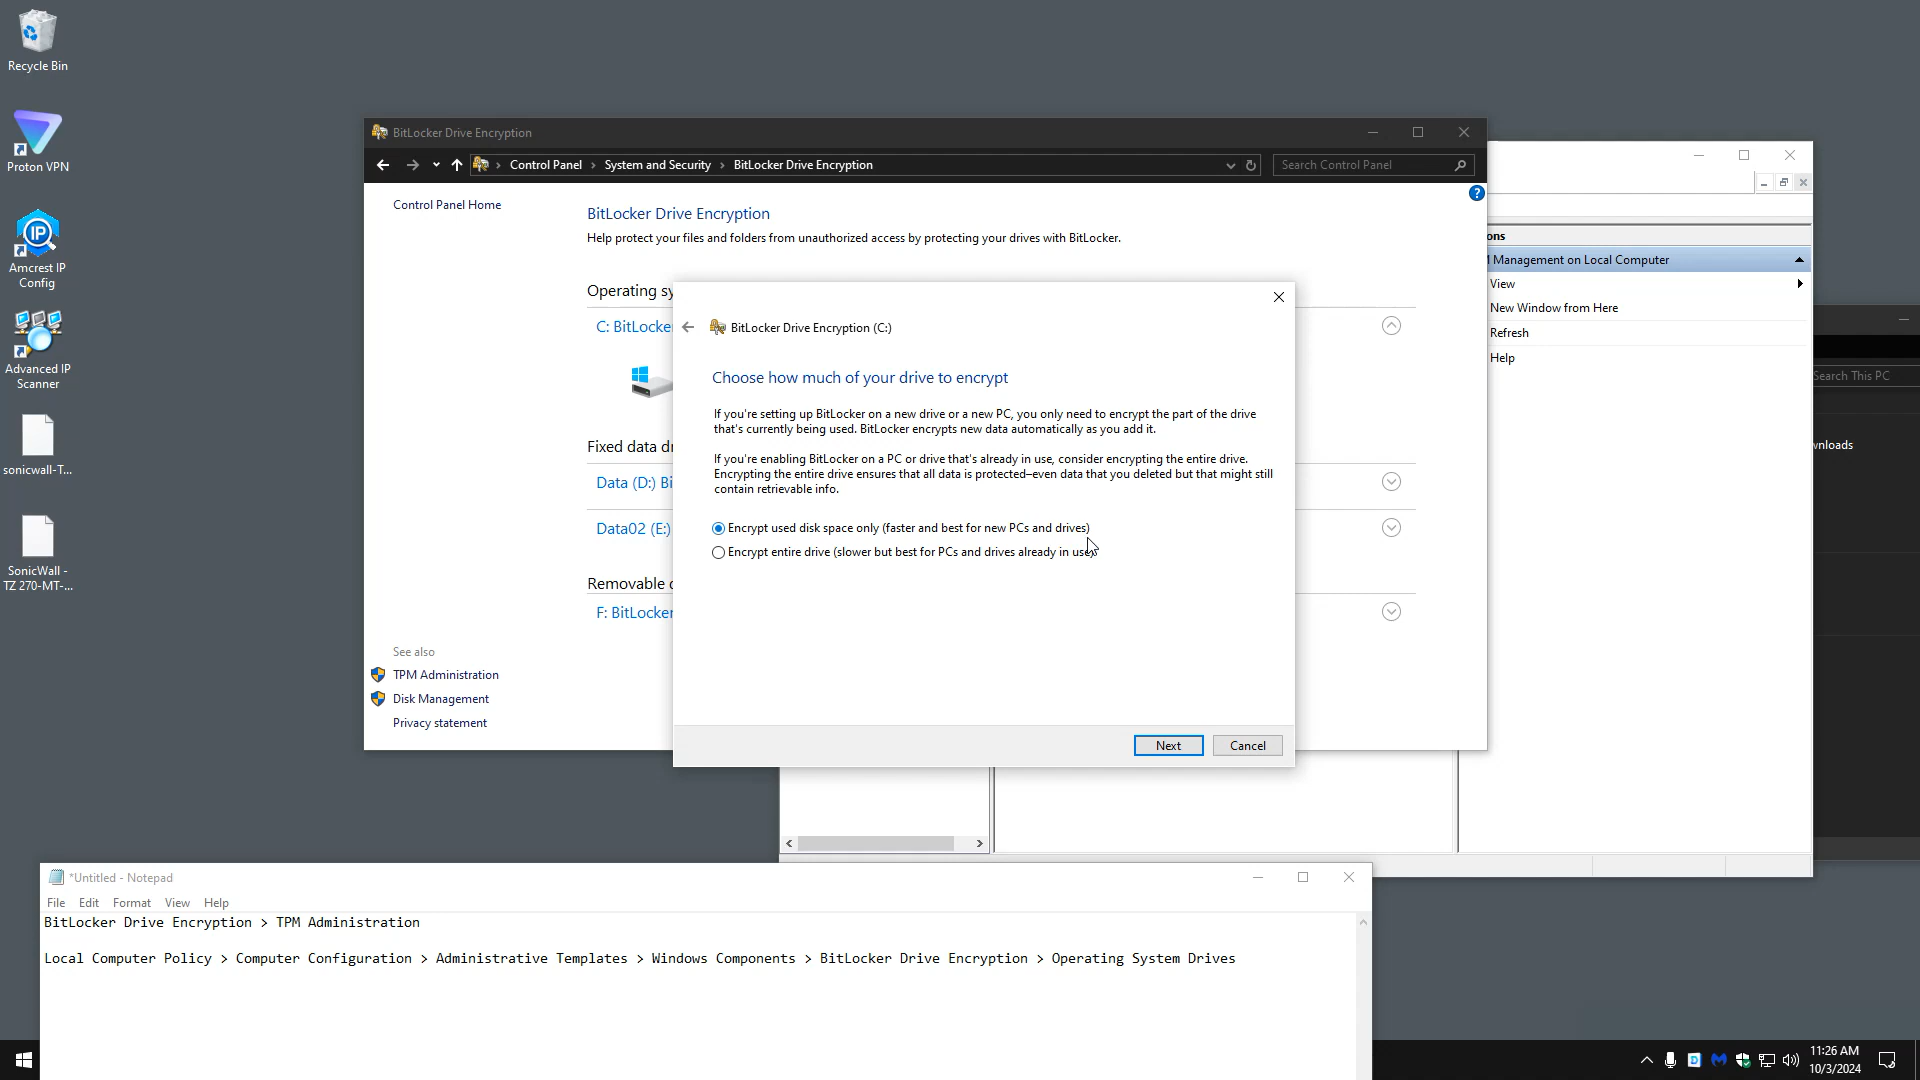 Recycle Bin
Proton VPN
Amcrest IP
Config
Advanced IP
Scanner
sonicwall-T...
SonicWall -
TZ 270-MT-...
BitLocker Drive Encryption
Control Panel > System and Security > BitLocker Drive Encryption
Search Control Panel
Control Panel Home
BitLocker Drive Encryption
Help protect your files and folders from unauthorized access by protecting your drives with BitLocker.
Operating sy
C: BitLocke
Fixed data d
Data (D:) Bi
Data02 (E:)
Removable
F: BitLocker
See also
TPM Administration
Disk Management
Privacy statement
BitLocker Drive Encryption (C:)
Choose how much of your drive to encrypt
If you're setting up BitLocker on a new drive or a new PC, you only need to encrypt the part of the drive
that's currently being used. BitLocker encrypts new data automatically as you add it.
If you're enabling BitLocker on a PC or drive that's already in use, consider encrypting the entire drive.
Encrypting the entire drive ensures that all data is protected–even data that you deleted but that might still
contain retrievable info.
Encrypt used disk space only (faster and best for new PCs and drives)
Encrypt entire drive (slower but best for PCs and drives already in use)
Next
Cancel
ons
Management on Local Computer
View
New Window from Here
Refresh
Help
Search This PC
wnloads
*Untitled - Notepad
File Edit Format View Help
BitLocker Drive Encryption > TPM Administration
Local Computer Policy > Computer Configuration > Administrative Templates > Windows Components > BitLocker Drive Encryption > Operating System Drives
11:26 AM
10/3/2024